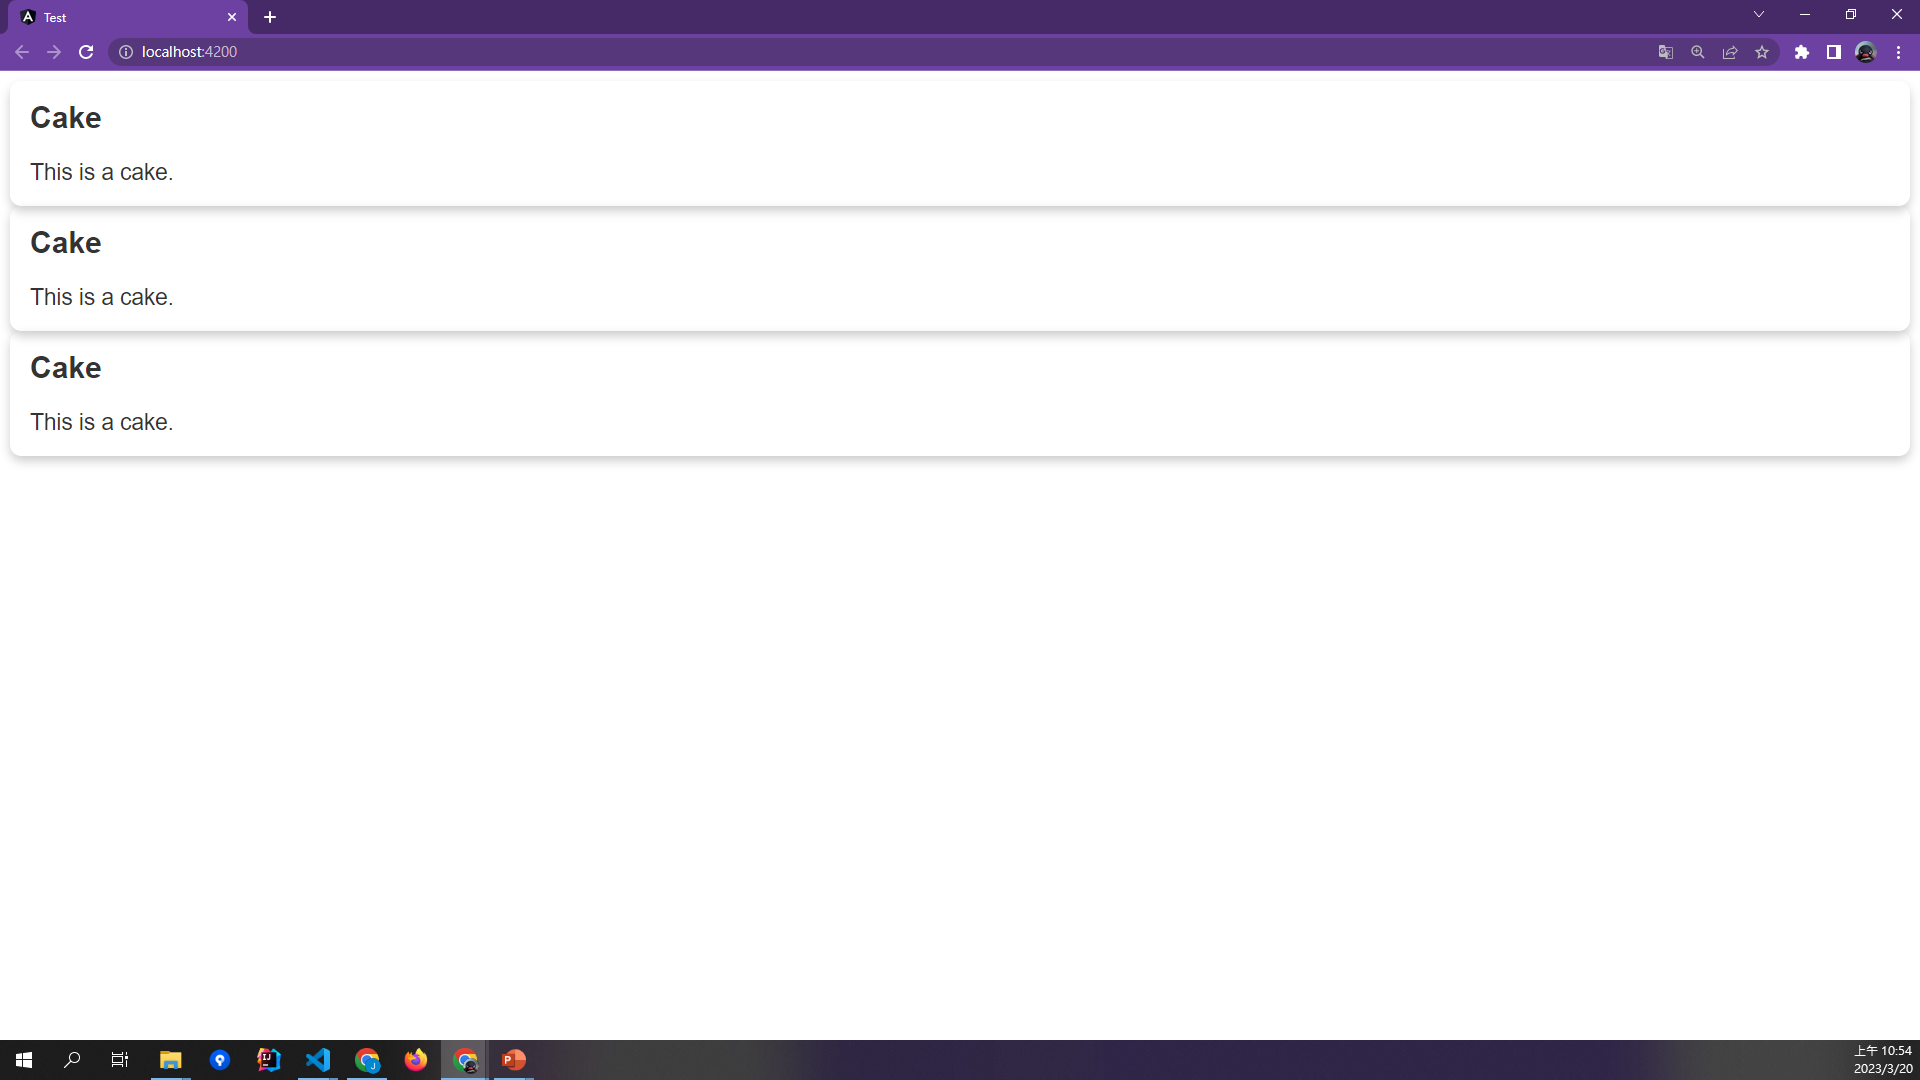 Test
localhost:4200
Cake
This is a cake.
Cake
This is a cake.
Cake
This is a cake.
上午 10:54
2023/3/20